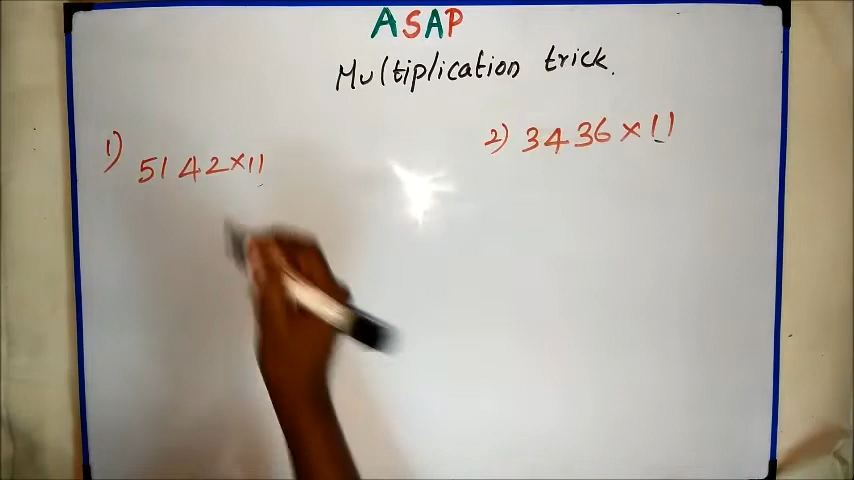 ASAP
Multiplication trick.
1) 5142×11
2) 3436×11